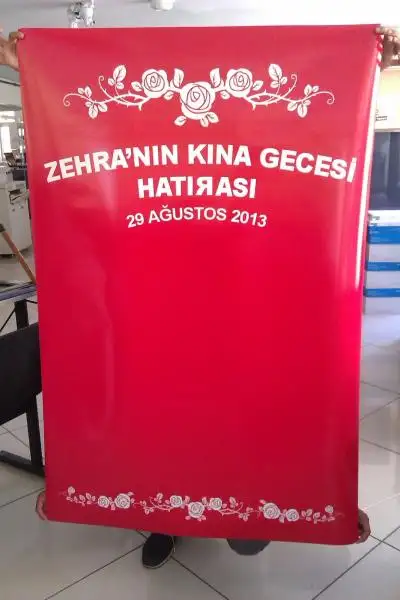 ZEHRA'NIN KINA GECESİ
HATIЯASI
29 AĞUSTOS 2013